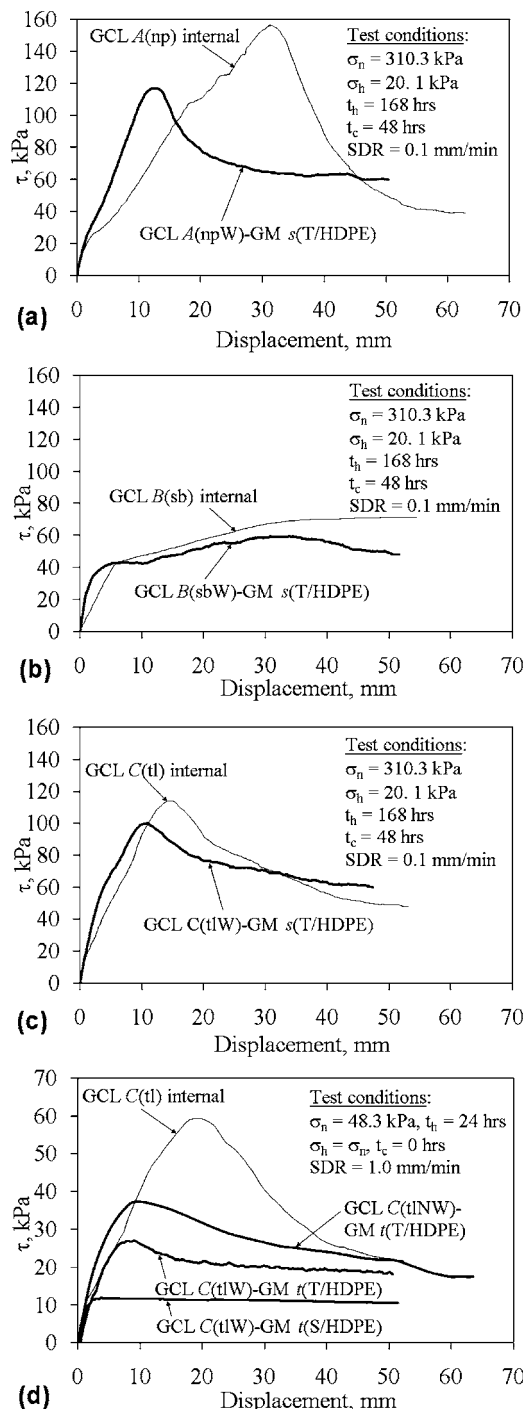 160
140
120
100
80
60
40
20
0
τ, kPa
GCL A(np) internal
Test conditions:
σn = 310.3 kPa
σh = 20. 1 kPa
th = 168 hrs
tc = 48 hrs
SDR = 0.1 mm/min
GCL A(npW)-GM s(T/HDPE)
0 10 20 30 40 50 60 70
(a)
Displacement, mm
160
140
120
100
80
60
40
20
0
τ, kPa
Test conditions:
σn = 310.3 kPa
σh = 20. 1 kPa
th = 168 hrs
tc = 48 hrs
SDR = 0.1 mm/min
GCL B(sb) internal
GCL B(sbW)-GM s(T/HDPE)
0 10 20 30 40 50 60 70
(b)
Displacement, mm
160
140
120
100
80
60
40
20
0
τ, kPa
GCL C(tl) internal
Test conditions:
σn = 310.3 kPa
σh = 20.1 kPa
th = 168 hrs
tc = 48 hrs
SDR = 0.1 mm/min
GCL C(tlW)-GM s(T/HDPE)
0 10 20 30 40 50 60 70
(c)
Displacement, mm
70
60
50
40
30
20
10
0
τ, kPa
GCL C(tl) internal
Test conditions:
σn = 48.3 kPa, th = 24 hrs
σh = σn, tc = 0 hrs
SDR = 1.0 mm/min
GCL C(tlNW)-
GM t(T/HDPE)
GCL C(tlW)-GM t(T/HDPE)
GCL C(tlW)-GM t(S/HDPE)
0 10 20 30 40 50 60 70
(d)
Displacement, mm